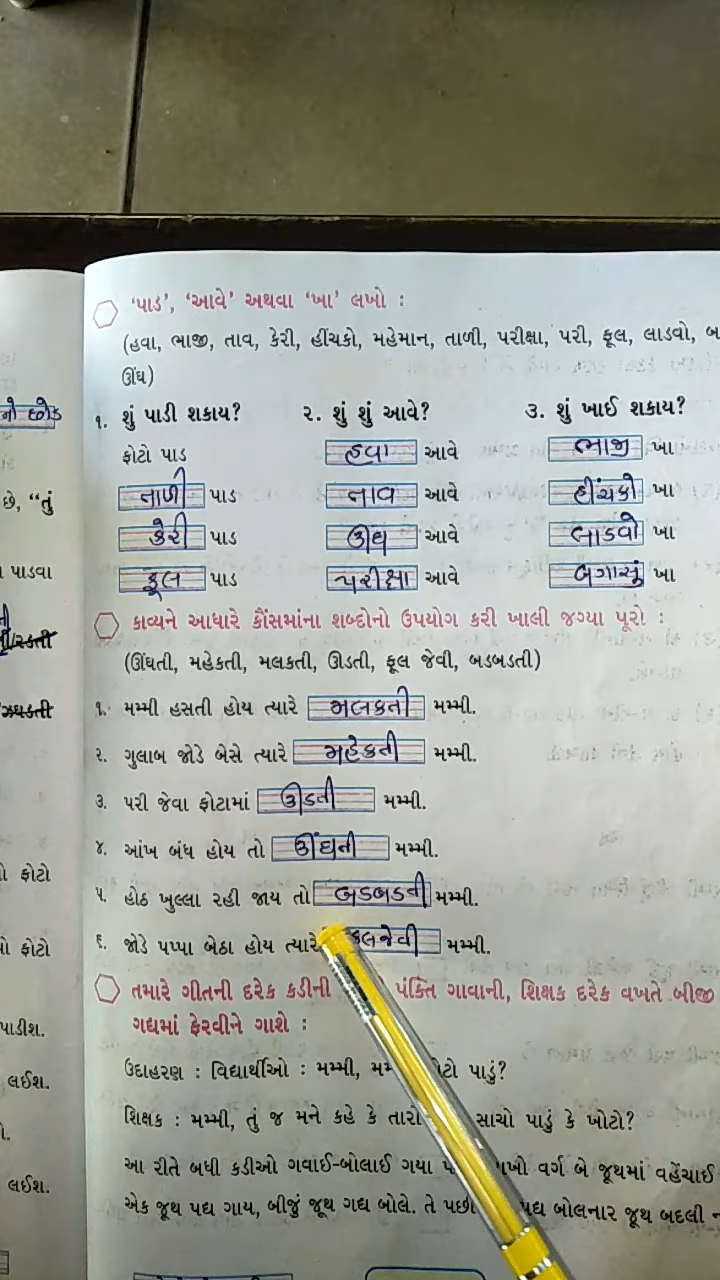 'પાડ', 'આવે' અથવા 'ખા' લખો :
(હવા, ભાજી, તાવ, કેરી, હીંચકો, મહેમાન, તાળી, પરીક્ષા, પરી, ફૂલ, લાડવો, બ
ઊંઘ)
૧. શું પાડી શકાય? ૨. શું શું આવે? ૩. શું ખાઈ શકાય?
ફોટો પાડ હવા આવે ભાજી ખા
તાળી પાડ તાવ આવે હીંચકો ખા
કેરી પાડ ઊંઘ આવે લાડવો ખા
ફૂલ પાડ પરીક્ષા આવે બગાસું ખા
કાવ્યને આધારે કૌંસમાંના શબ્દોનો ઉપયોગ કરી ખાલી જગ્યા પૂરો :
(ઊંઘતી, મહેકતી, મલકતી, ઊડતી, ફૂલ જેવી, બડબડતી)
૧. મમ્મી હસતી હોય ત્યારે મલકતી મમ્મી.
૨. ગુલાબ જોડે બેસે ત્યારે મહેકતી મમ્મી.
૩. પરી જેવા ફોટામાં ઊડતી મમ્મી.
૪. આંખ બંધ હોય તો ઊંઘતી મમ્મી.
૫. હોઠ ખુલ્લા રહી જાય તો બડબડતી મમ્મી.
૬. જોડે પપ્પા બેઠા હોય ત્યારે ફૂલજેવી મમ્મી.
તમારે ગીતની દરેક કડીની પંક્તિ ગાવાની, શિક્ષક દરેક વખતે બીજી
ગદ્યમાં ફેરવીને ગાશે :
ઉદાહરણ : વિદ્યાર્થીઓ : મમ્મી, પાડું?
શિક્ષક : મમ્મી, તું જ મને કહે કે તારો સાચો પાડું કે ખોટો?
આ રીતે બધી કડીઓ ગવાઈ-બોલાઈ ગયા વર્ગ બે જૂથમાં વહેંચાઈ
એક જૂથ પદ્ય ગાય, બીજું જૂથ ગદ્ય બોલે. તે પછી પદ્ય બોલનાર જૂથ બદલી
નો છોડ
છે, "તું
પાડવા
ફોટો
ફોટો
પાડીશ.
લઈશ.
લઈશ.